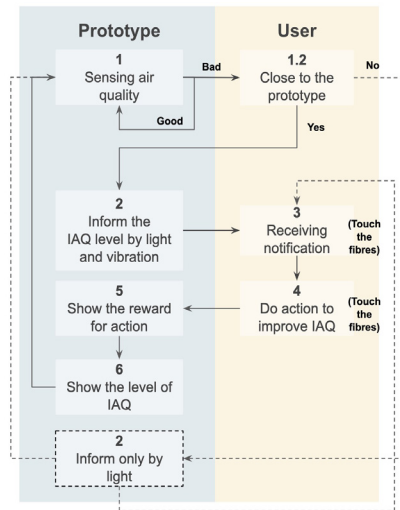 Prototype
User
1
Sensing air
quality
Bad
1.2
Close to the
prototype
No
Good
Yes
2
Inform the
IAQ level by light
and vibration
3
Receiving
notification
(Touch
the
fibres)
5
Show the reward
for action
4
Do action to
improve IAQ
(Touch
the
fibres)
6
Show the level of
IAQ
2
Inform only by
light